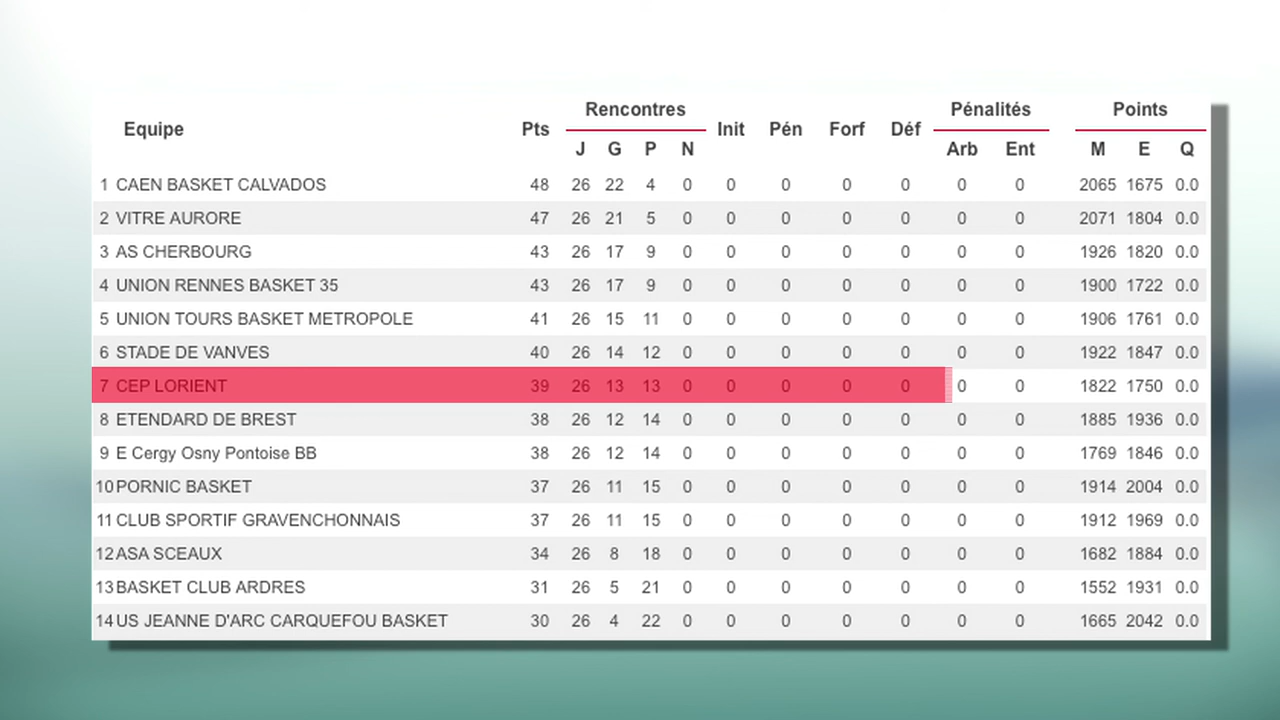 Equipe Pts Rencontres Init Pén Forf Déf Pénalités Points
J G P N Arb Ent M E Q
1 CAEN BASKET CALVADOS 48 26 22 4 0 0 0 0 0 0 0 2065 1675 0.0
2 VITRE AURORE 47 26 21 5 0 0 0 0 0 0 0 2071 1804 0.0
3 AS CHERBOURG 43 26 17 9 0 0 0 0 0 0 0 1926 1820 0.0
4 UNION RENNES BASKET 35 43 26 17 9 0 0 0 0 0 0 0 1900 1722 0.0
5 UNION TOURS BASKET METROPOLE 41 26 15 11 0 0 0 0 0 0 0 1906 1761 0.0
6 STADE DE VANVES 40 26 14 12 0 0 0 0 0 0 0 1922 1847 0.0
7 CEP LORIENT 39 26 13 13 0 0 0 0 0 0 0 1822 1750 0.0
8 ETENDARD DE BREST 38 26 12 14 0 0 0 0 0 0 0 1885 1936 0.0
9 E Cergy Osny Pontoise BB 38 26 12 14 0 0 0 0 0 0 0 1769 1846 0.0
10 PORNIC BASKET 37 26 11 15 0 0 0 0 0 0 0 1914 2004 0.0
11 CLUB SPORTIF GRAVENCHONNAIS 37 26 11 15 0 0 0 0 0 0 0 1912 1969 0.0
12 ASA SCEAUX 34 26 8 18 0 0 0 0 0 0 0 1682 1884 0.0
13 BASKET CLUB ARDRES 31 26 5 21 0 0 0 0 0 0 0 1552 1931 0.0
14 US JEANNE D'ARC CARQUEFOU BASKET 30 26 4 22 0 0 0 0 0 0 0 1665 2042 0.0